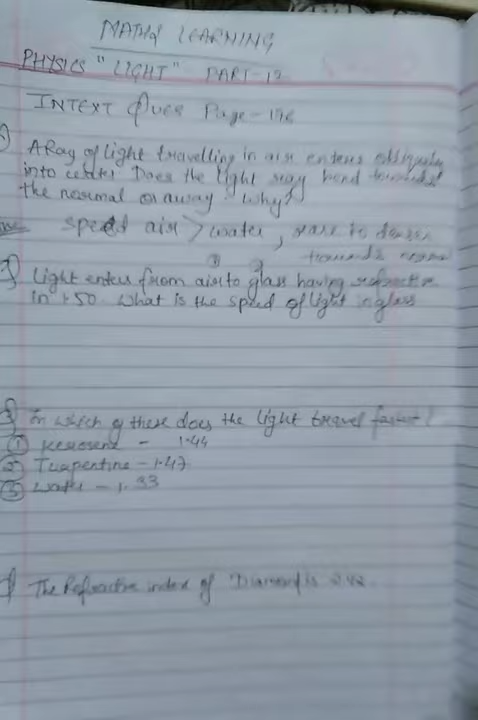 MATHS LEARNING
PHYSICS "LIGHT" PART-12
INTEXT Ques Page-176
A Ray of light travelling in air enters obliquely
into water Does the light ray bend towards
the normal or away Why?
speed air > water, rare to denser
towards normal
① ②
Light enters from air to glass having refractive
in 1.50 What is the speed of light in glass
In which of these does the light travel fastest
① Kerosene - 1.44
② Turpentine - 1.47
③ Water - 1.33
The Refractive index of Diamond is 2.42